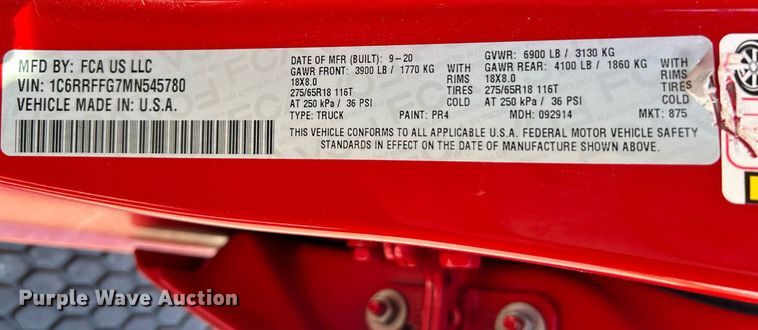 MFD BY: FCA US LLC
VIN: 1C6RRFFG7MN545780
VEHICLE MADE IN U.S.A.
DATE OF MFR (BUILT): 9-20
GAWR FRONT: 3900 LB / 1770 KG WITH
18X8.0 RIMS
275/65R18 116T TIRES
AT 250 kPa / 36 PSI COLD
GVWR: 6900 LB / 3130 KG
GAWR REAR: 4100 LB / 1860 KG WITH
18X8.0 RIMS
275/65R18 116T TIRES
AT 250 kPa / 36 PSI COLD
TYPE: TRUCK PAINT: PR4 MDH: 092914 MKT: 875
THIS VEHICLE CONFORMS TO ALL APPLICABLE U.S.A. FEDERAL MOTOR VEHICLE SAFETY
STANDARDS IN EFFECT ON THE DATE OF MANUFACTURE SHOWN ABOVE.
Purple Wave Auction